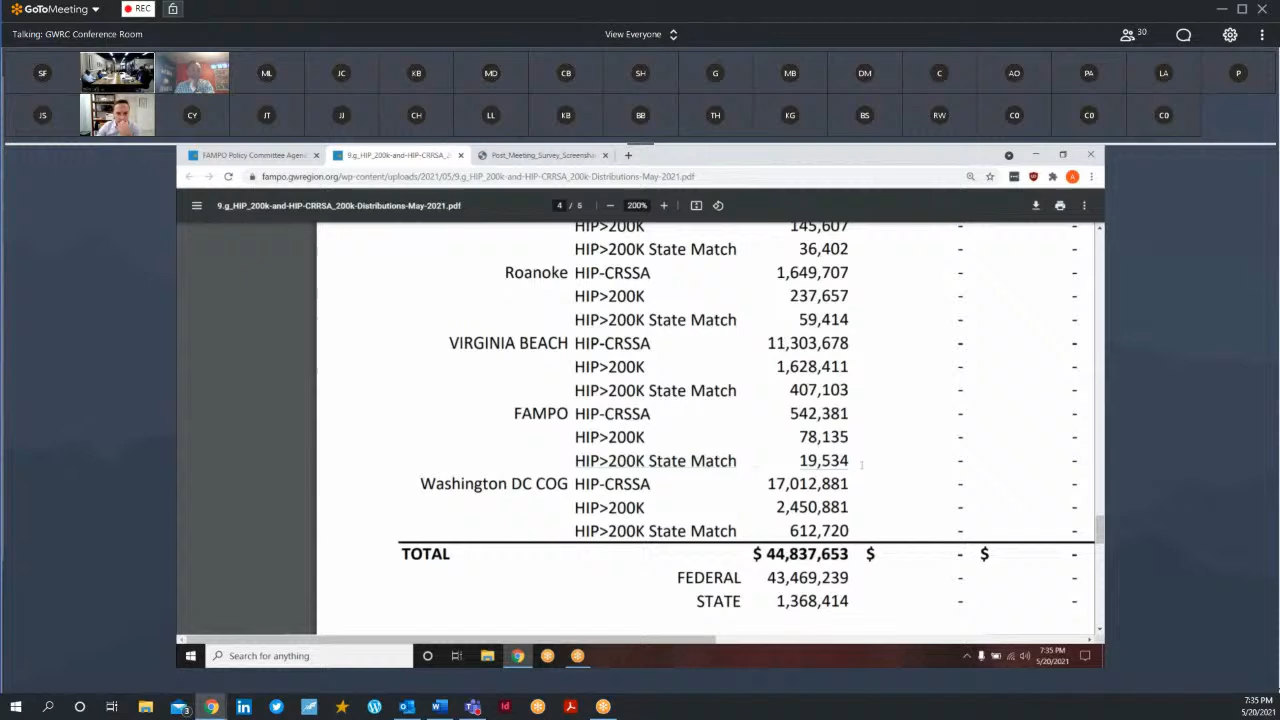 GoToMeeting REC
Talking: GWRC Conference Room View Everyone 30
SF ML JC KB MD CB SH G MB DM C AO PA LA P
JS CY JT JJ CH LL KB BB TH KG BS RW C0 C0 C0
FAMPO Policy Committee Agen 9.g_HIP_200k-and-HIP-CRRSA_2 Post_Meeting_Survey_Screensh
fampo.gwregion.org/wp-content/uploads/2021/05/9.g_HIP_200k-and-HIP-CRRSA_200k-Distributions-May-2021.pdf A
9.g_HIP_200k-and-HIP-CRRSA_200k-Distributions-May-2021.pdf 4 / 5 200%
HIP>200K 145,607 - -
HIP>200K State Match 36,402 - -
Roanoke HIP-CRSSA 1,649,707 - -
HIP>200K 237,657 - -
HIP>200K State Match 59,414 - -
VIRGINIA BEACH HIP-CRSSA 11,303,678 - -
HIP>200K 1,628,411 - -
HIP>200K State Match 407,103 - -
FAMPO HIP-CRSSA 542,381 - -
HIP>200K 78,135 - -
HIP>200K State Match 19,534 - -
Washington DC COG HIP-CRSSA 17,012,881 - -
HIP>200K 2,450,881 - -
HIP>200K State Match 612,720 - -
TOTAL $ 44,837,653 $ - $ -
FEDERAL 43,469,239 - -
STATE 1,368,414 - -
Search for anything
7:35 PM
5/20/2021
7:35 PM
5/20/2021